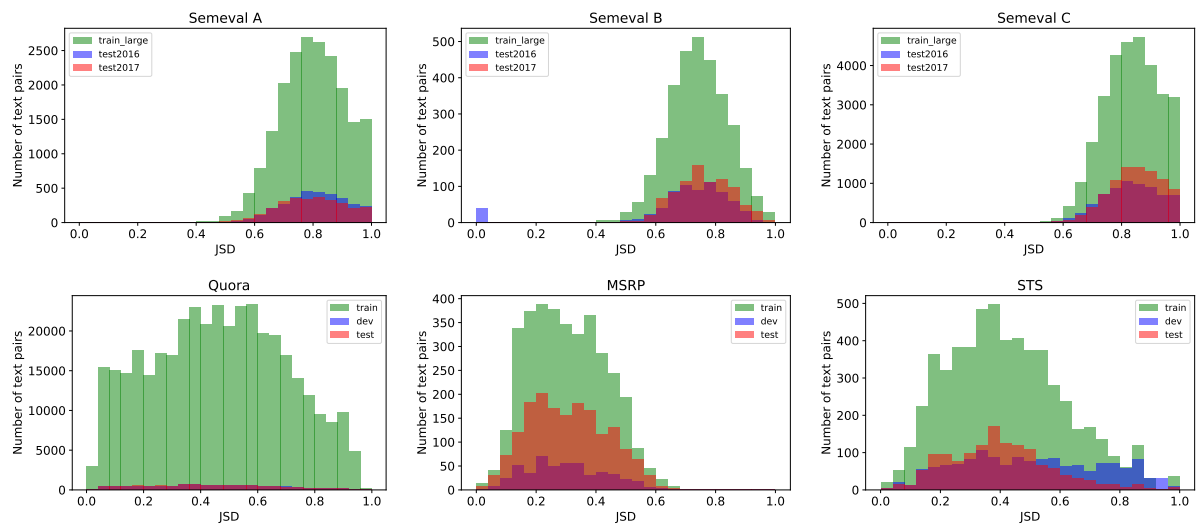 Semeval A
Number of text pairs
2500
2000
1500
1000
500
0
train_large
test2016
test2017
0.0 0.2 0.4 0.6 0.8 1.0
JSD
Semeval B
Number of text pairs
500
400
300
200
100
0
train_large
test2016
test2017
0.0 0.2 0.4 0.6 0.8 1.0
JSD
Semeval C
Number of text pairs
4000
3000
2000
1000
0
train_large
test2016
test2017
0.0 0.2 0.4 0.6 0.8 1.0
JSD
Quora
Number of text pairs
20000
15000
10000
5000
0
train
dev
test
0.0 0.2 0.4 0.6 0.8 1.0
JSD
MSRP
Number of text pairs
400
350
300
250
200
150
100
50
0
train
dev
test
0.0 0.2 0.4 0.6 0.8 1.0
JSD
STS
Number of text pairs
500
400
300
200
100
0
train
dev
test
0.0 0.2 0.4 0.6 0.8 1.0
JSD